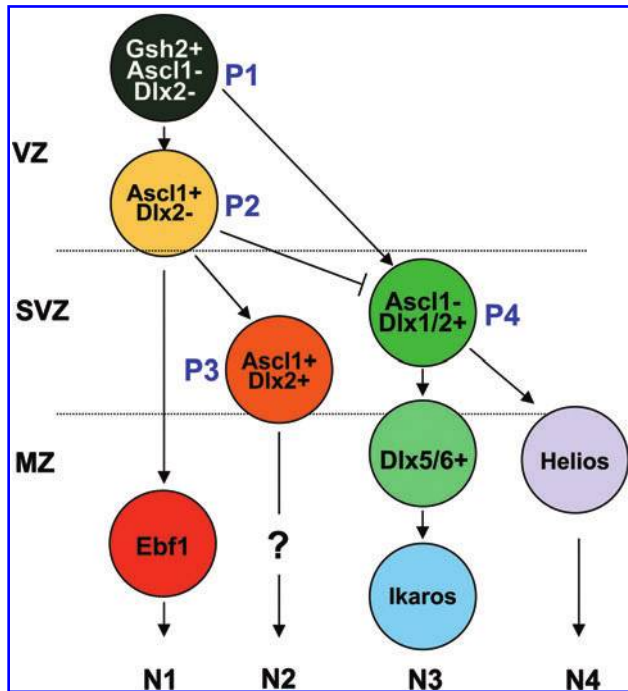 Gsh2+
Ascl1-
Dlx2-
P1
VZ
Ascl1+
Dlx2-
P2
SVZ
Ascl1-
Dlx1/2+
P4
P3
Ascl1+
Dlx2+
MZ
Dlx5/6+
Helios
Ebf1
?
Ikaros
N1 N2 N3 N4